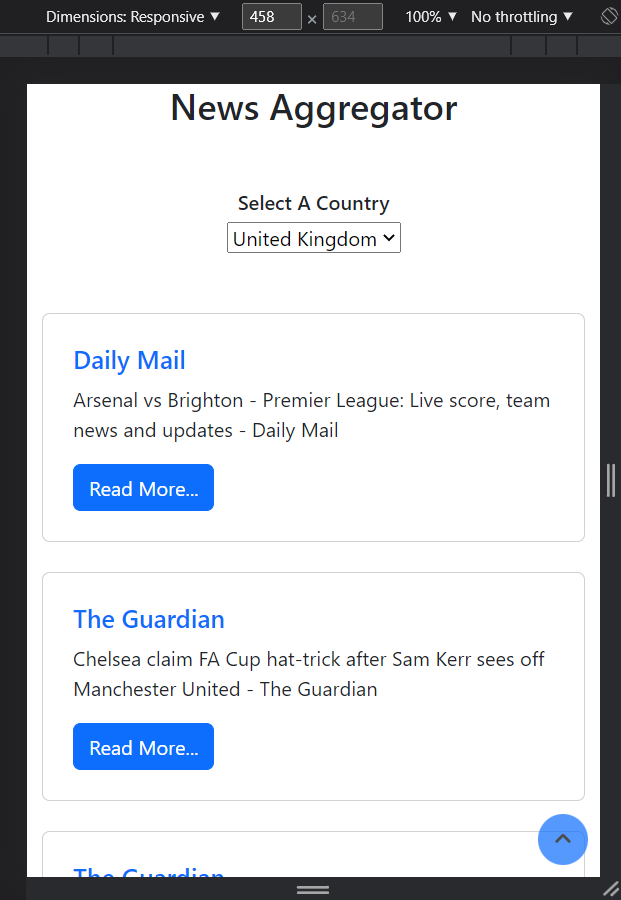 Dimensions: Responsive ▼ 458 × 634 100% ▼ No throttling ▼
News Aggregator
Select A Country
United Kingdom
Daily Mail
Arsenal vs Brighton - Premier League: Live score, team
news and updates - Daily Mail
Read More...
The Guardian
Chelsea claim FA Cup hat-trick after Sam Kerr sees off
Manchester United - The Guardian
Read More...
The Guardian